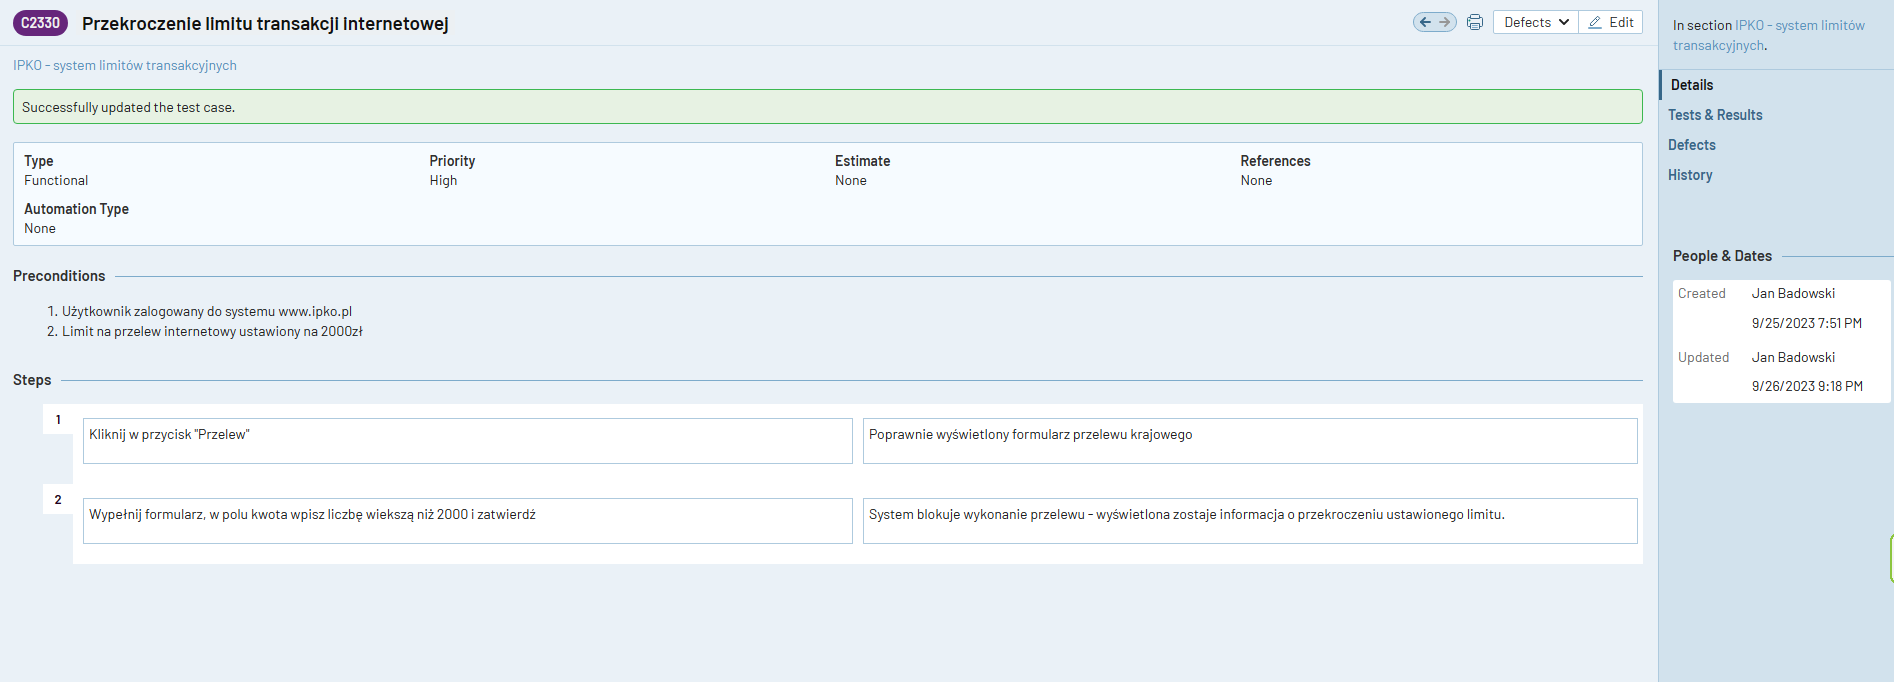 C2330 Przekroczenie limitu transakcji internetowej
Defects Edit
IPKO - system limitów transakcyjnych
Successfully updated the test case.
Type Priority Estimate References
Functional High None None
Automation Type
None
Preconditions
1. Użytkownik zalogowany do systemu www.ipko.pl
2. Limit na przelew internetowy ustawiony na 2000zł
Steps
1 Kliknij w przycisk "Przelew" Poprawnie wyświetlony formularz przelewu krajowego
2 Wypełnij formularz, w polu kwota wpisz liczbę wiekszą niż 2000 i zatwierdź System blokuje wykonanie przelewu - wyświetlona zostaje informacja o przekroczeniu ustawionego limitu.
In section IPKO - system limitów
transakcyjnych.
Details
Tests & Results
Defects
History
People & Dates
Created Jan Badowski
9/25/2023 7:51 PM
Updated Jan Badowski
9/26/2023 9:18 PM